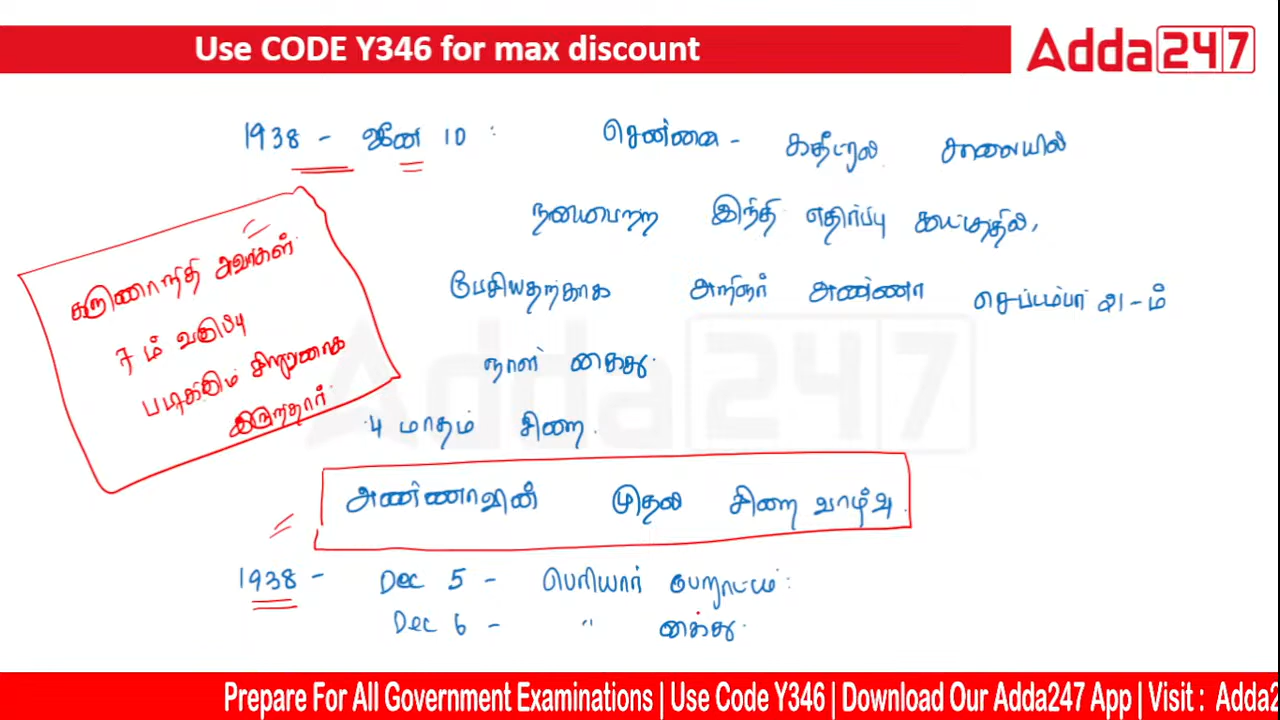 Use CODE Y346 for max discount
Adda247
1938 - ஜீன் 10 : சென்னை - கதீட்ரல் சாலையில்
நடைபெற்ற இந்தி எதிர்ப்பு கூட்டத்தில்,
பேசியதற்காக அறிஞர் அண்ணா செப்டம்பர் 21-ம்
நாள் கைது.
4 மாதம் சிறை.
அண்ணாவின் முதல் சிறை வாழ்வு.
கருணாநிதி அவர்கள்
7 ம் வகுப்பு
படிக்கும் சிறுவனாக
இருந்தார்
1938 - Dec 5 - பெரியார் போராட்டம்:
Dec 6 - " கைது.
Prepare For All Government Examinations | Use Code Y346 | Download Our Adda247 App | Visit : Adda2